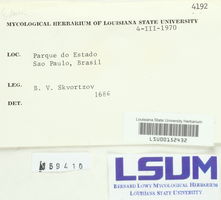 4192
MYCOLOGICAL HERBARIUM OF LOUISIANA STATE UNIVERSITY
4-III-1970
LOC. Parque do Estado
Sao Paulo, Brasil
LEG. B. V. Skvortzov
1686
DET.
Louisiana State University Herbarium
LSU00152432
LSUM
BERNARD LOWY MYCOLOGICAL HERBARIUM
LOUISIANA STATE UNIVERSITY.